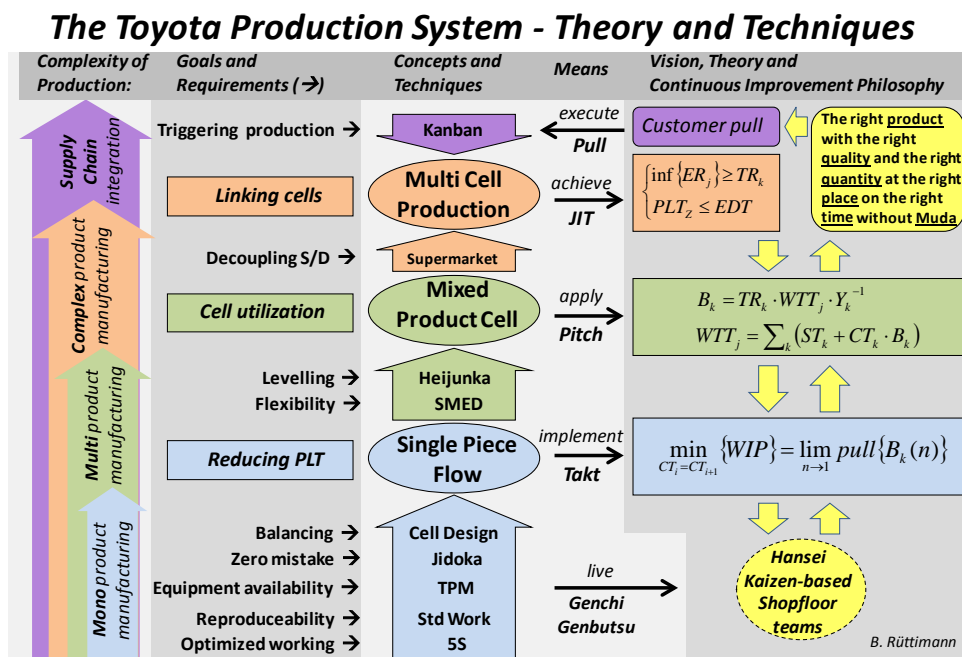 The Toyota Production System - Theory and Techniques
Complexity of
Production:
Goals and
Requirements (→)
Concepts and
Techniques
Means
Vision, Theory and
Continuous Improvement Philosophy
Supply
Chain
integration
Complex product
manufacturing
Multi product
manufacturing
Mono product
manufacturing
Triggering production →
Kanban
execute
Pull
Customer pull
The right product
with the right
quality and the right
quantity at the right
place on the right
time without Muda
Linking cells
Multi Cell
Production
achieve
JIT
inf{ER_j} ≥ TR_k
PLT_Z ≤ EDT
Decoupling S/D →
Supermarket
Cell utilization
Mixed
Product Cell
apply
Pitch
B_k = TR_k · WTT_j · Y_k^{-1}
WTT_j = ∑_k (ST_k + CT_k · B_k)
Levelling →
Heijunka
Flexibility →
SMED
Reducing PLT
Single Piece
Flow
implement
Takt
min_{CT_i=CT_{i+1}} {WIP} = lim_{n→1} pull{B_k(n)}
Balancing →
Cell Design
Zero mistake →
Jidoka
Equipment availability →
TPM
Reproduceability →
Std Work
Optimized working →
5S
live
Genchi
Genbutsu
Hansei
Kaizen-based
Shopfloor
teams
B. Rüttimann